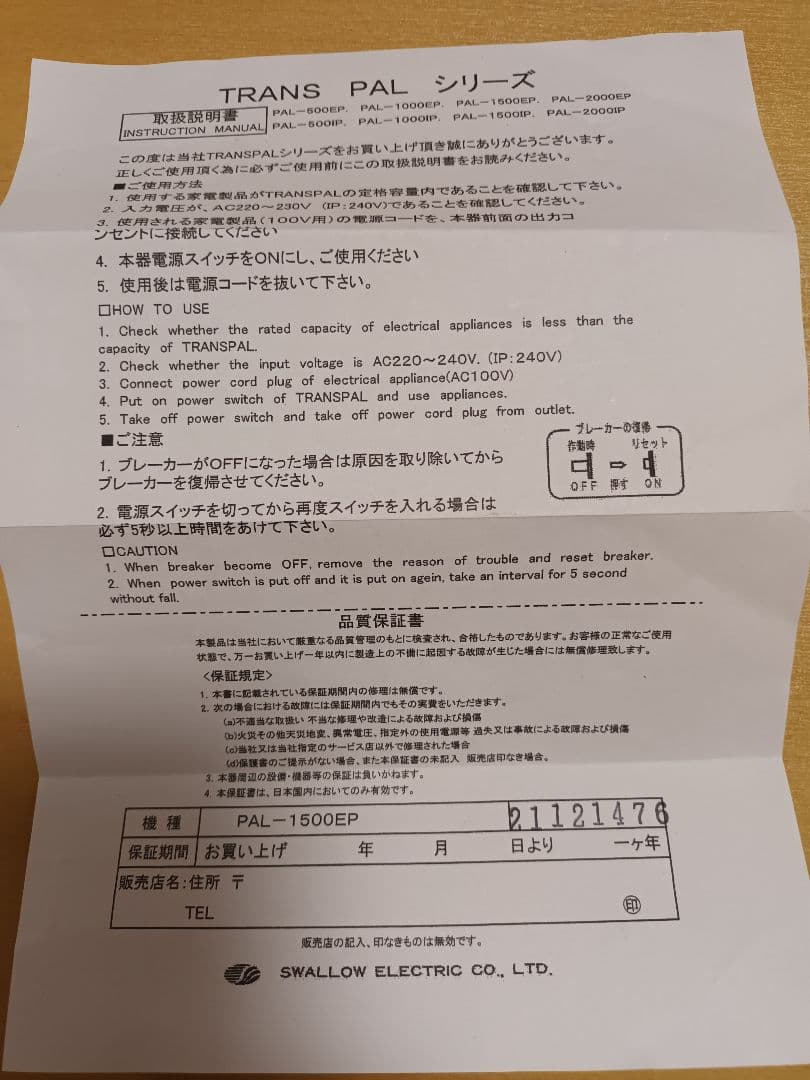 TRANS PAL シリーズ
取扱説明書
INSTRUCTION MANUAL
PAL-500EP. PAL-1000EP. PAL-1500EP. PAL-2000EP
PAL-500IP. PAL-1000IP. PAL-1500IP. PAL-2000IP
この度は当社TRANSPALシリーズをお買い上げ頂き誠にありがとうございます。
正しくご使用頂く為に必ずご使用前にこの取扱説明書をお読みください。
■ご使用方法
1. 使用する家電製品がTRANSPALの定格容量内であることを確認して下さい。
2. 入力電圧が、AC220~230V (IP:240V)であることを確認してください。
3. 使用される家電製品(100V用)の電源コードを、本器前面の出力コ
ンセントに接続してください
4. 本器電源スイッチをONにし、ご使用ください
5. 使用後は電源コードを抜いて下さい。
□HOW TO USE
1. Check whether the rated capacity of electrical appliances is less than the
capacity of TRANSPAL.
2. Check whether the input voltage is AC220~240V. (IP:240V)
3. Connect power cord plug of electrical appliance(AC100V)
4. Put on power switch of TRANSPAL and use appliances.
5. Take off power switch and take off power cord plug from outlet.
■ご注意
1. ブレーカーがOFFになった場合は原因を取り除いてから
ブレーカーを復帰させてください。
2. 電源スイッチを切ってから再度スイッチを入れる場合は
必ず5秒以上時間をあけて下さい。
ブレーカーの復帰
作動時 リセット
⇨
OFF 押す ON
□CAUTION
1. When breaker become OFF, remove the reason of trouble and reset breaker.
2. When power switch is put off and it is put on agein, take an interval for 5 second
without fall.
品質保証書
本製品は当社において厳重なる品質管理のもとに検査され、合格したものであります。お客様の正常なご使用
状態で、万一お買い上げ一年以内に製造上の不備に起因する故障が生じた場合には無償修理致します。
<保証規定>
1. 本書に記載されている保証期間内の修理は無償です。
2. 次の場合における故障には保証期間内でもその実費をいただきます。
(a)不適当な取扱い 不当な修理や改造による故障および損傷
(b)火災その他天災地変、異常電圧、指定外の使用電源等 過失又は事故による故障および損傷
(c)当社又は当社指定のサービス店以外で修理された場合
(d)保護書のご提示がない場合、また本保証書の未記入 販売店印なき場合。
3. 本器周辺の設備・機器等の保証は負いかねます。
4. 本保証書は、日本国内においてのみ有効です。
機種 PAL-1500EP 21121476
保証期間 お買い上げ 年 月 日より 一ヶ年
販売店名:住所 〒
TEL ㊞
販売店の記入、印なきものは無効です。
SWALLOW ELECTRIC CO., LTD.